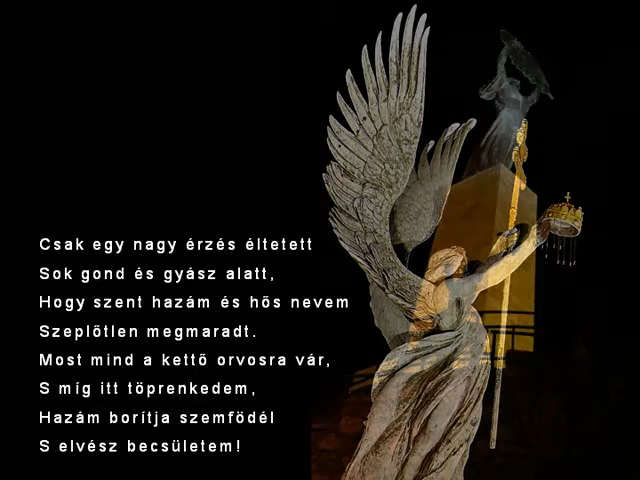 Csak egy nagy érzés éltetett
Sok gond és gyász alatt,
Hogy szent hazám és hős nevem
Szeplőtlen megmaradt.
Most mind a kettő orvosra vár,
S míg itt töprenkedem,
Hazám borítja szemfödél
S elvész becsületem!